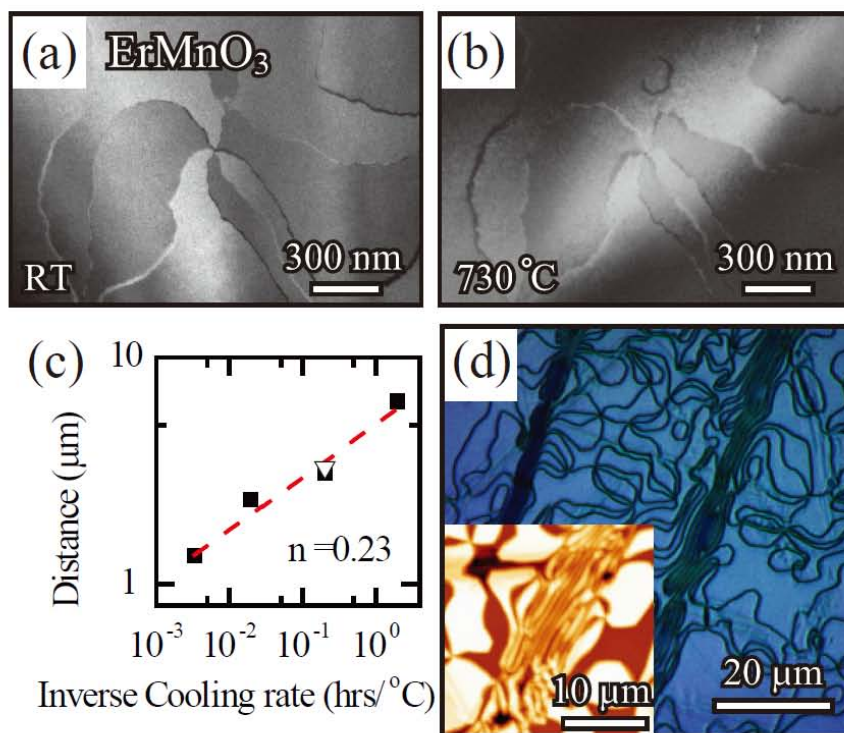 (a)
ErMnO₃
RT
300 nm
(b)
730 °C
300 nm
(c)
10
1
Distance (μm)
n =0.23
10⁻³ 10⁻² 10⁻¹ 10⁰
Inverse Cooling rate (hrs/°C)
(d)
10 μm
20 μm